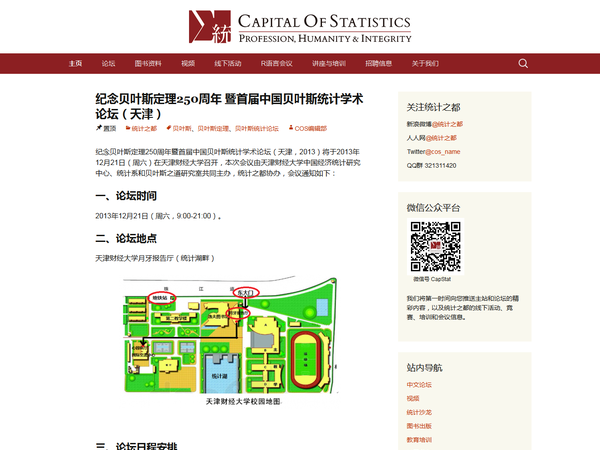 統
CAPITAL OF STATISTICS
PROFESSION, HUMANITY & INTEGRITY
主页 论坛 图书资料 视频 线下活动 R语言会议 讲座与培训 招聘信息 关于我们
纪念贝叶斯定理250周年 暨首届中国贝叶斯统计学术
论坛（天津）
置顶 统计之都 贝叶斯、贝叶斯定理、贝叶斯统计论坛 COS编辑部
纪念贝叶斯定理250周年暨首届中国贝叶斯统计学术论坛（天津，2013）将于2013年
12月21日（周六）在天津财经大学召开，本次会议由天津财经大学中国经济统计研究
中心、统计系和贝叶斯之道研究室共同主办，统计之都协办，会议通知如下：
一、论坛时间
2013年12月21日（周六，9:00-21:00）。
二、论坛地点
天津财经大学月牙报告厅（统计湖畔）
东大门
地铁站
统计湖
天津财经大学校园地图
三、论坛日程安排
关注统计之都
新浪微博@统计之都
人人网@统计之都
Twitter@cos_name
QQ群 321311420
微信公众平台
微信号 CapStat
我们将第一时间向您推送主站和论坛的精
彩内容，以及统计之都的线下活动、竞
赛、培训和会议信息。
站内导航
中文论坛
视频
统计沙龙
图书出版
教育培训